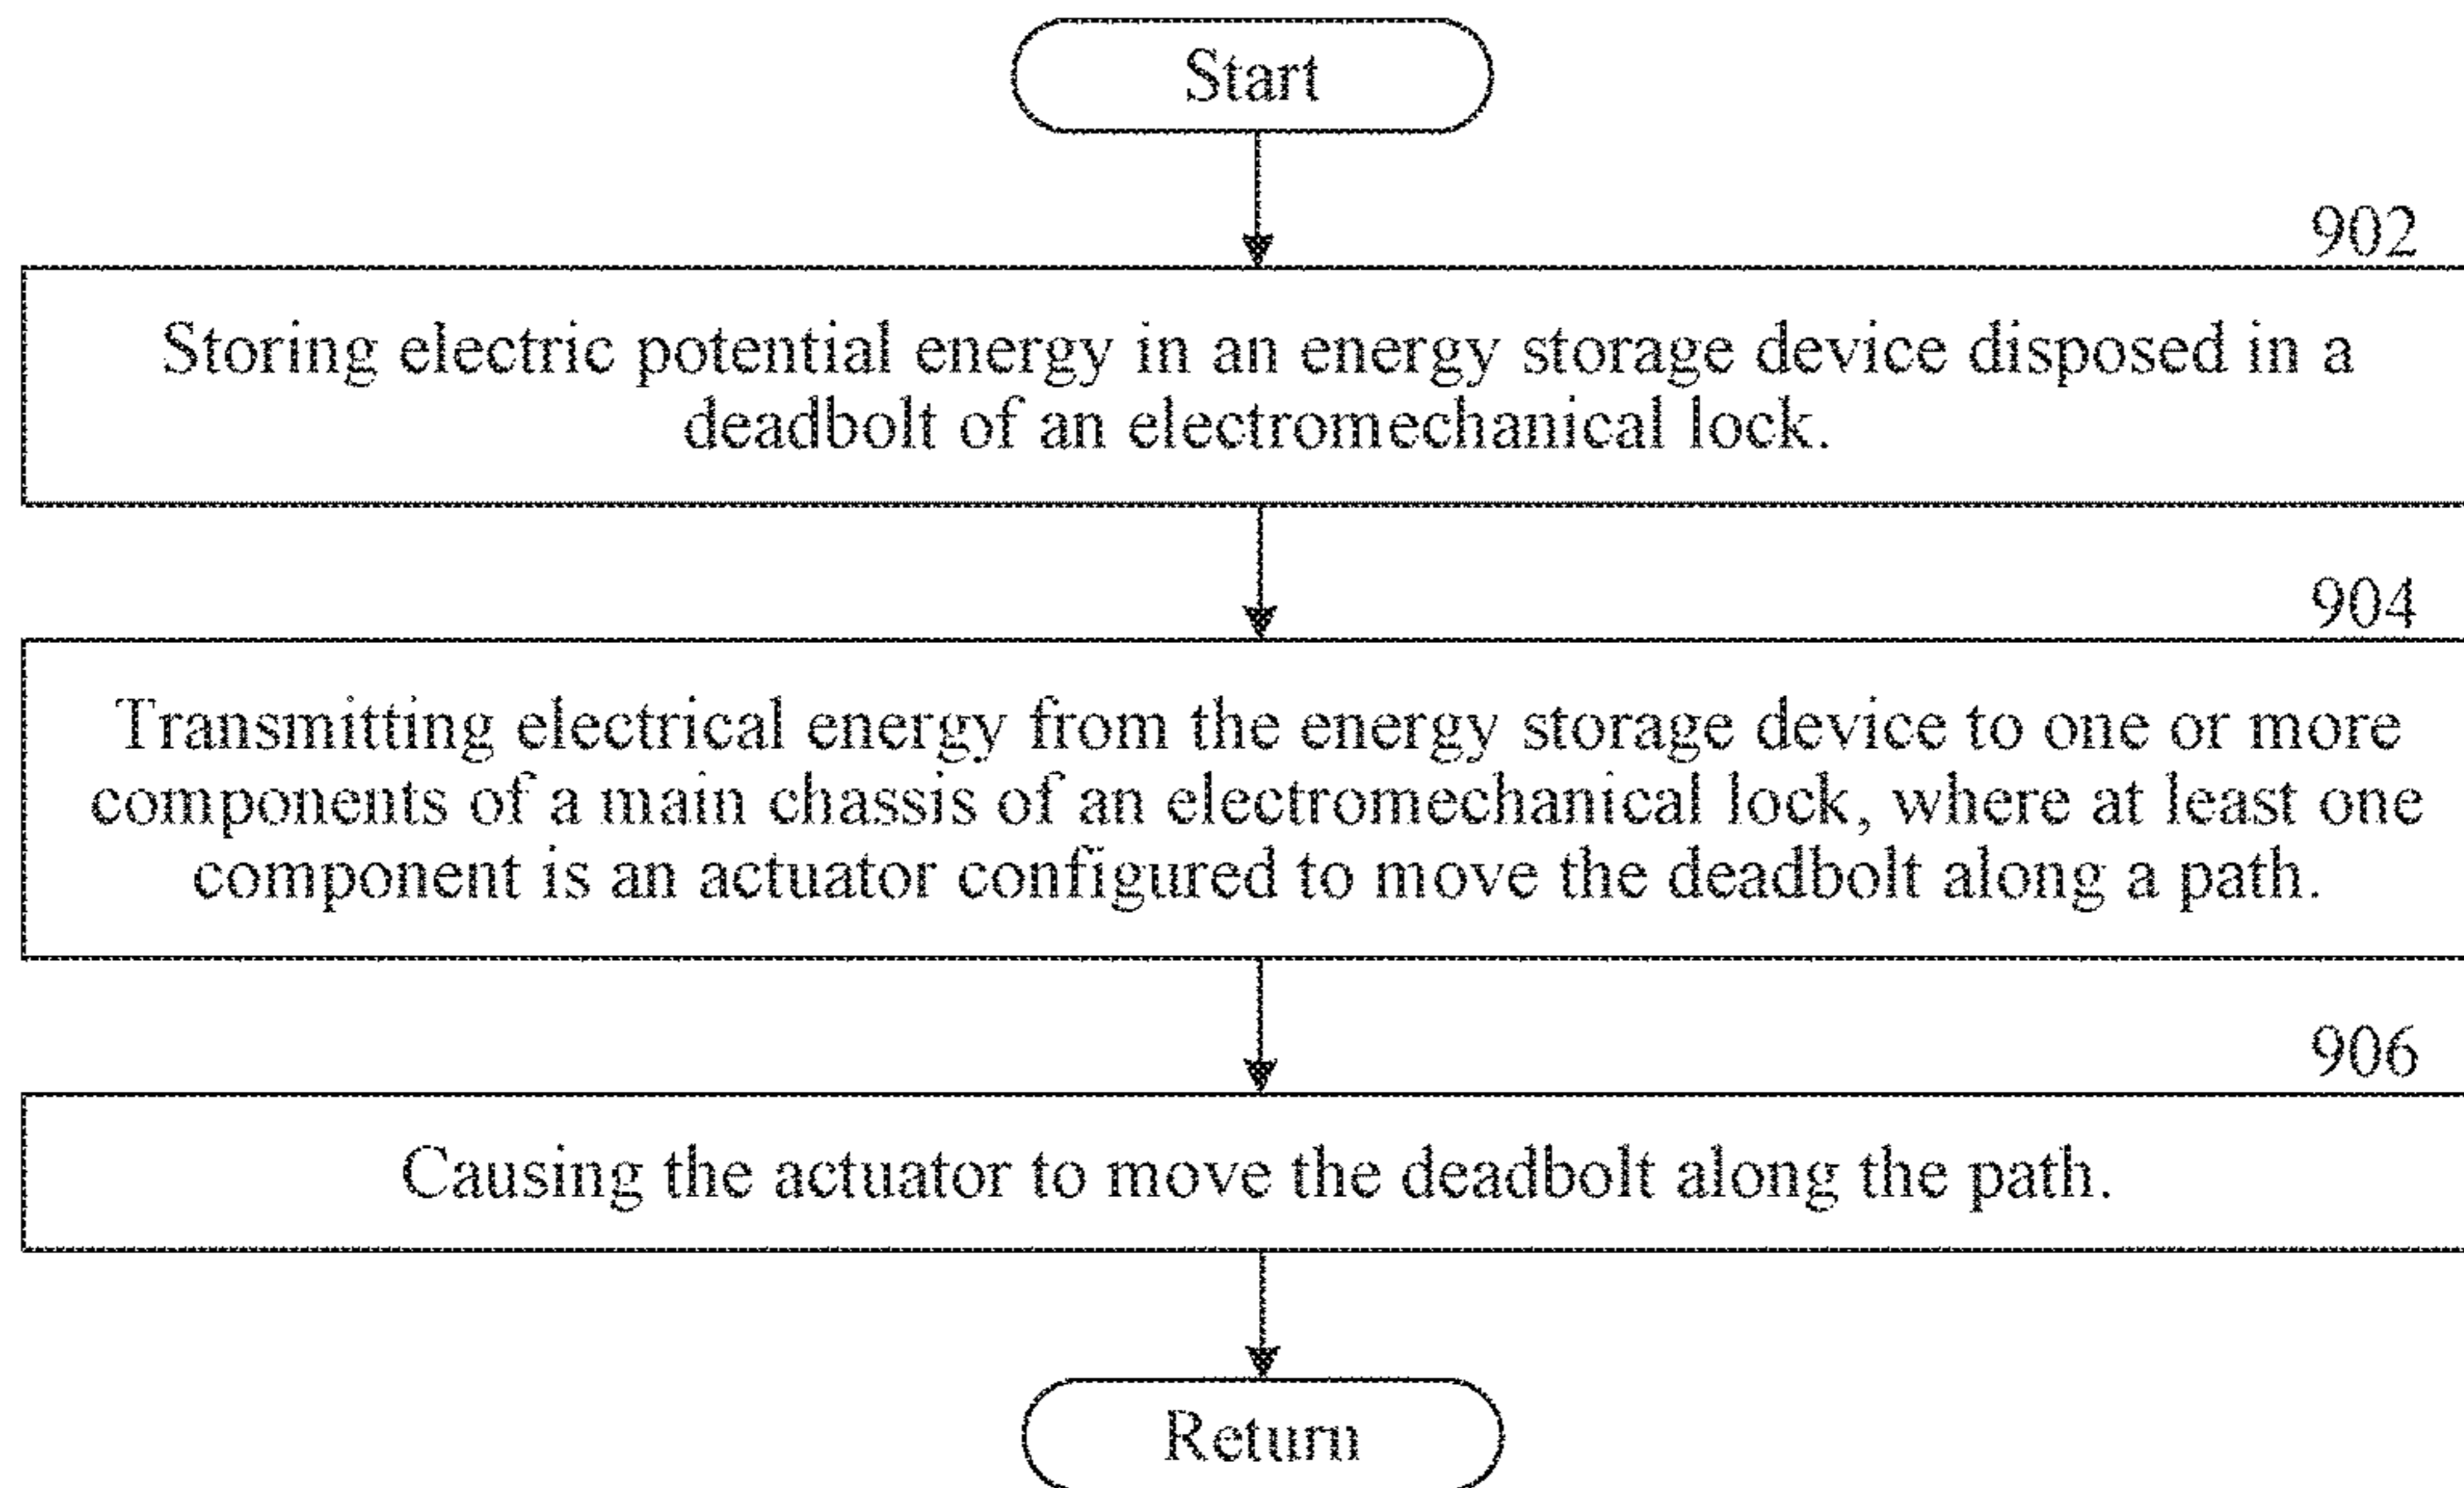 Start
902
Storing electric potential energy in an energy storage device disposed in a
deadbolt of an electromechanical lock.
904
Transmitting electrical energy from the energy storage device to one or more
components of a main chassis of an electromechanical lock, where at least one
component is an actuator configured to move the deadbolt along a path.
906
Causing the actuator to move the deadbolt along the path.
Return